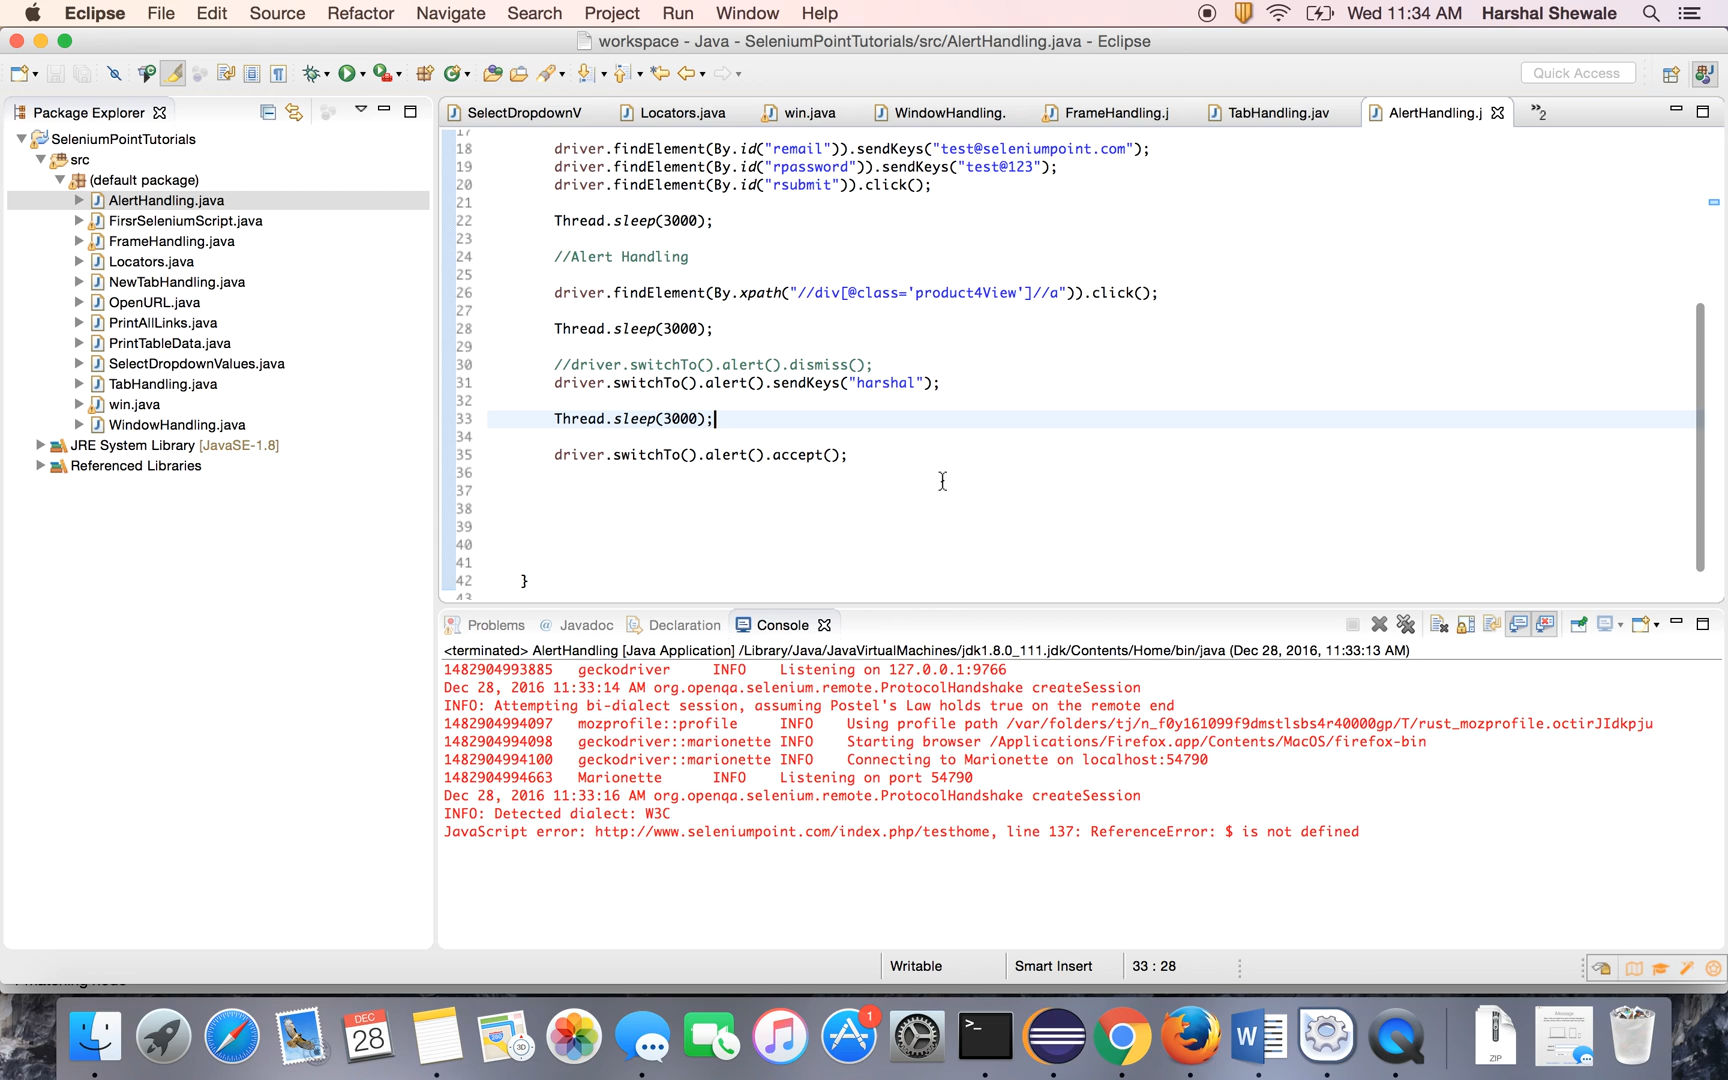 Eclipse File Edit Source Refactor Navigate Search Project Run Window Help Wed 11:34 AM Harshal Shewale
workspace - Java - SeleniumPointTutorials/src/AlertHandling.java - Eclipse
Quick Access
Package Explorer
SeleniumPointTutorials
src
(default package)
AlertHandling.java
FirsrSeleniumScript.java
FrameHandling.java
Locators.java
NewTabHandling.java
OpenURL.java
PrintAllLinks.java
PrintTableData.java
SelectDropdownValues.java
TabHandling.java
win.java
WindowHandling.java
JRE System Library [JavaSE-1.8]
Referenced Libraries
SelectDropdownV Locators.java win.java WindowHandling. FrameHandling.j TabHandling.jav AlertHandling.j »2
17
18 driver.findElement(By.id("remail")).sendKeys("test@seleniumpoint.com");
19 driver.findElement(By.id("rpassword")).sendKeys("test@123");
20 driver.findElement(By.id("rsubmit")).click();
21
22 Thread.sleep(3000);
23
24 //Alert Handling
25
26 driver.findElement(By.xpath("//div[@class='product4View']//a")).click();
27
28 Thread.sleep(3000);
29
30 //driver.switchTo().alert().dismiss();
31 driver.switchTo().alert().sendKeys("harshal");
32
33 Thread.sleep(3000);
34
35 driver.switchTo().alert().accept();
36
37
38
39
40
41
42 }
43
Problems @ Javadoc Declaration Console
<terminated> AlertHandling [Java Application] /Library/Java/JavaVirtualMachines/jdk1.8.0_111.jdk/Contents/Home/bin/java (Dec 28, 2016, 11:33:13 AM)
1482904993885 geckodriver INFO Listening on 127.0.0.1:9766
Dec 28, 2016 11:33:14 AM org.openqa.selenium.remote.ProtocolHandshake createSession
INFO: Attempting bi-dialect session, assuming Postel's Law holds true on the remote end
1482904994097 mozprofile::profile INFO Using profile path /var/folders/tj/n_f0y161099f9dmstlsbs4r40000gp/T/rust_mozprofile.octirJIdkpju
1482904994098 geckodriver::marionette INFO Starting browser /Applications/Firefox.app/Contents/MacOS/firefox-bin
1482904994100 geckodriver::marionette INFO Connecting to Marionette on localhost:54790
1482904994663 Marionette INFO Listening on port 54790
Dec 28, 2016 11:33:16 AM org.openqa.selenium.remote.ProtocolHandshake createSession
INFO: Detected dialect: W3C
JavaScript error: http://www.seleniumpoint.com/index.php/testhome, line 137: ReferenceError: $ is not defined
Writable Smart Insert 33 : 28
DEC
28
3D
1
ZIP